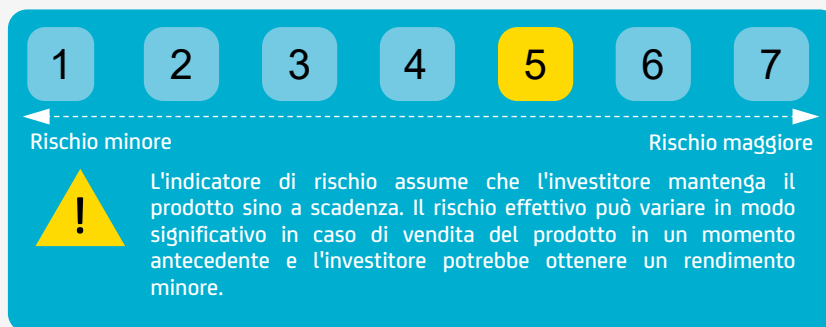 1 2 3 4 5 6 7
Rischio minore Rischio maggiore
!
L'indicatore di rischio assume che l'investitore mantenga il
prodotto sino a scadenza. Il rischio effettivo può variare in modo
significativo in caso di vendita del prodotto in un momento
antecedente e l'investitore potrebbe ottenere un rendimento
minore.